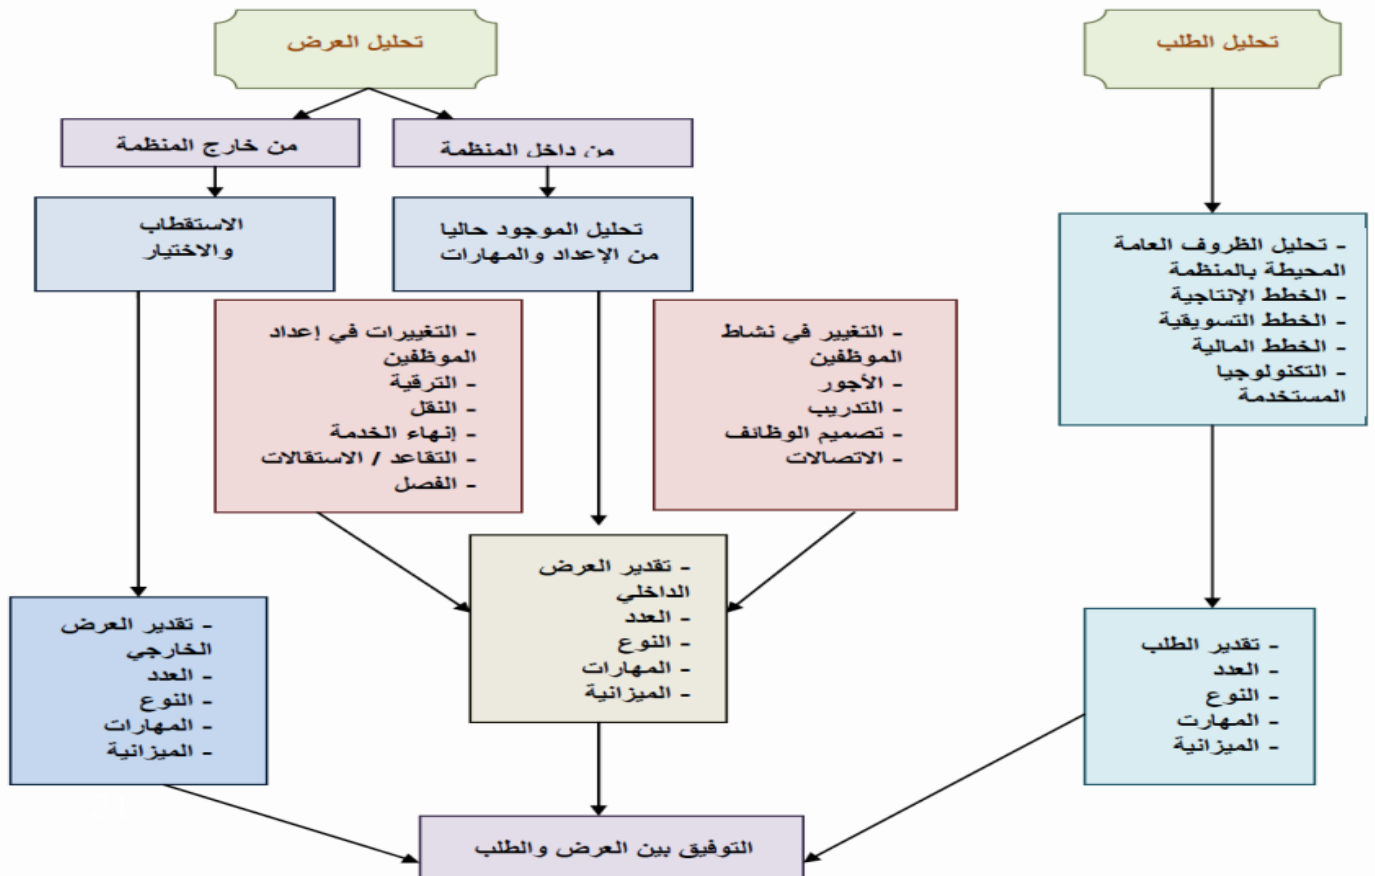 تحليل الطلب
تحليل العرض
من داخل المنظمة
من خارج المنظمة
- تحليل الظروف العامة
المحيطة بالمنظمة
- الخطط الإنتاجية
- الخطط التسويقية
- الخطط المالية
- التكنولوجيا
المستخدمة
تحليل الموجود حاليا
من الإعداد والمهارات
الاستقطاب
والاختيار
- التغيير في نشاط
الموظفين
- الأجور
- التدريب
- تصميم الوظائف
- الاتصالات
- التغييرات في إعداد
الموظفين
- الترقية
- النقل
- إنهاء الخدمة
- التقاعد / الاستقالات
- الفصل
- تقدير الطلب
- العدد
- النوع
- المهارت
- الميزانية
- تقدير العرض
الداخلي
- العدد
- النوع
- المهارات
- الميزانية
- تقدير العرض
الخارجي
- العدد
- النوع
- المهارات
- الميزانية
التوفيق بين العرض والطلب